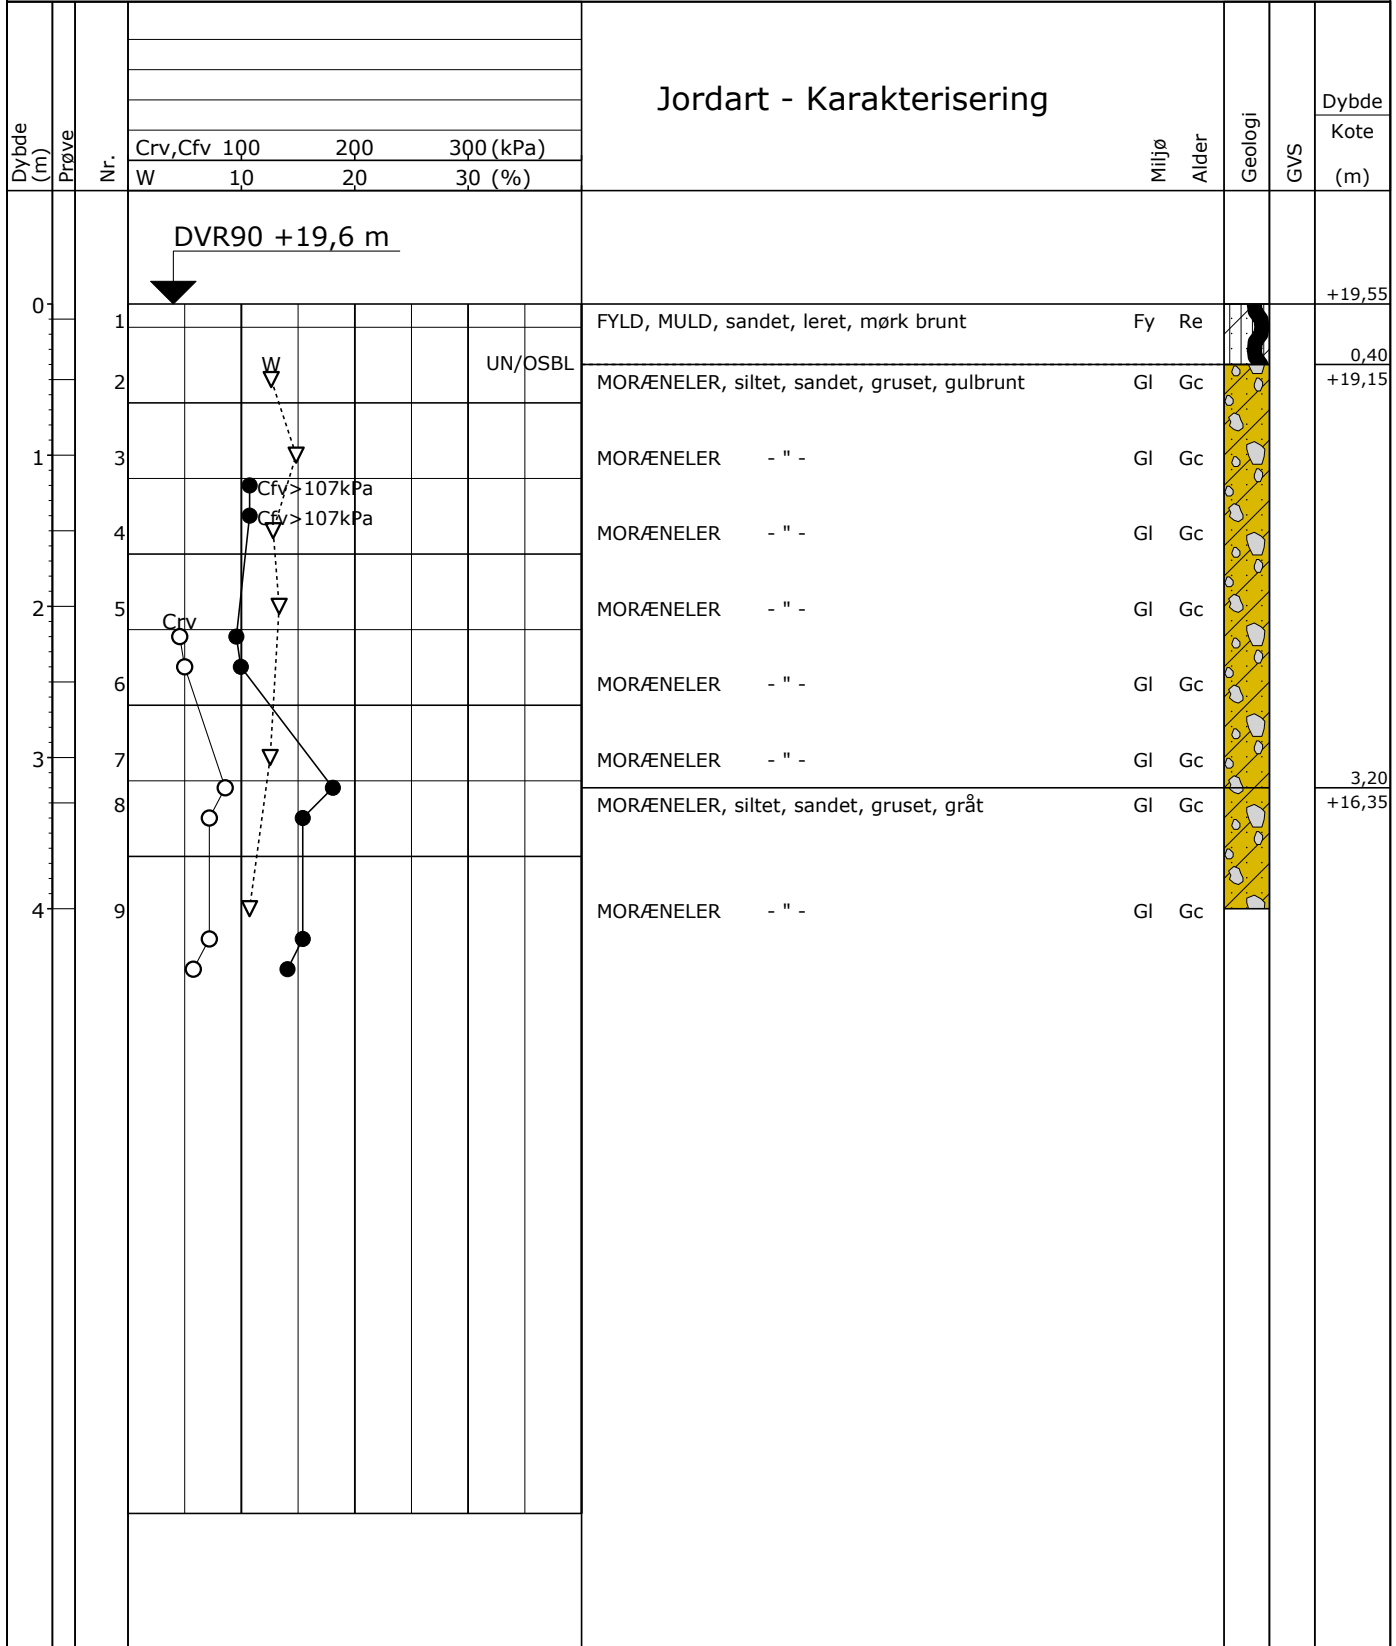 Dybde (m)
Prøve
Nr.
Crv,Cfv 100 200 300 (kPa)
W 10 20 30 (%)
Jordart - Karakterisering
Miljø
Alder
Geologi
GVS
Dybde
Kote
(m)
DVR90 +19,6 m
+19,55
0
1 FYLD, MULD, sandet, leret, mørk brunt Fy Re
W UN/OSBL 0,40
2 MORÆNELER, siltet, sandet, gruset, gulbrunt Gl Gc +19,15
1 3 MORÆNELER - " - Gl Gc
Cfv>107kPa
Cfv>107kPa
4 MORÆNELER - " - Gl Gc
2 5 MORÆNELER - " - Gl Gc
Crv
6 MORÆNELER - " - Gl Gc
3 7 MORÆNELER - " - Gl Gc
3,20
8 MORÆNELER, siltet, sandet, gruset, gråt Gl Gc +16,35
4 9 MORÆNELER - " - Gl Gc